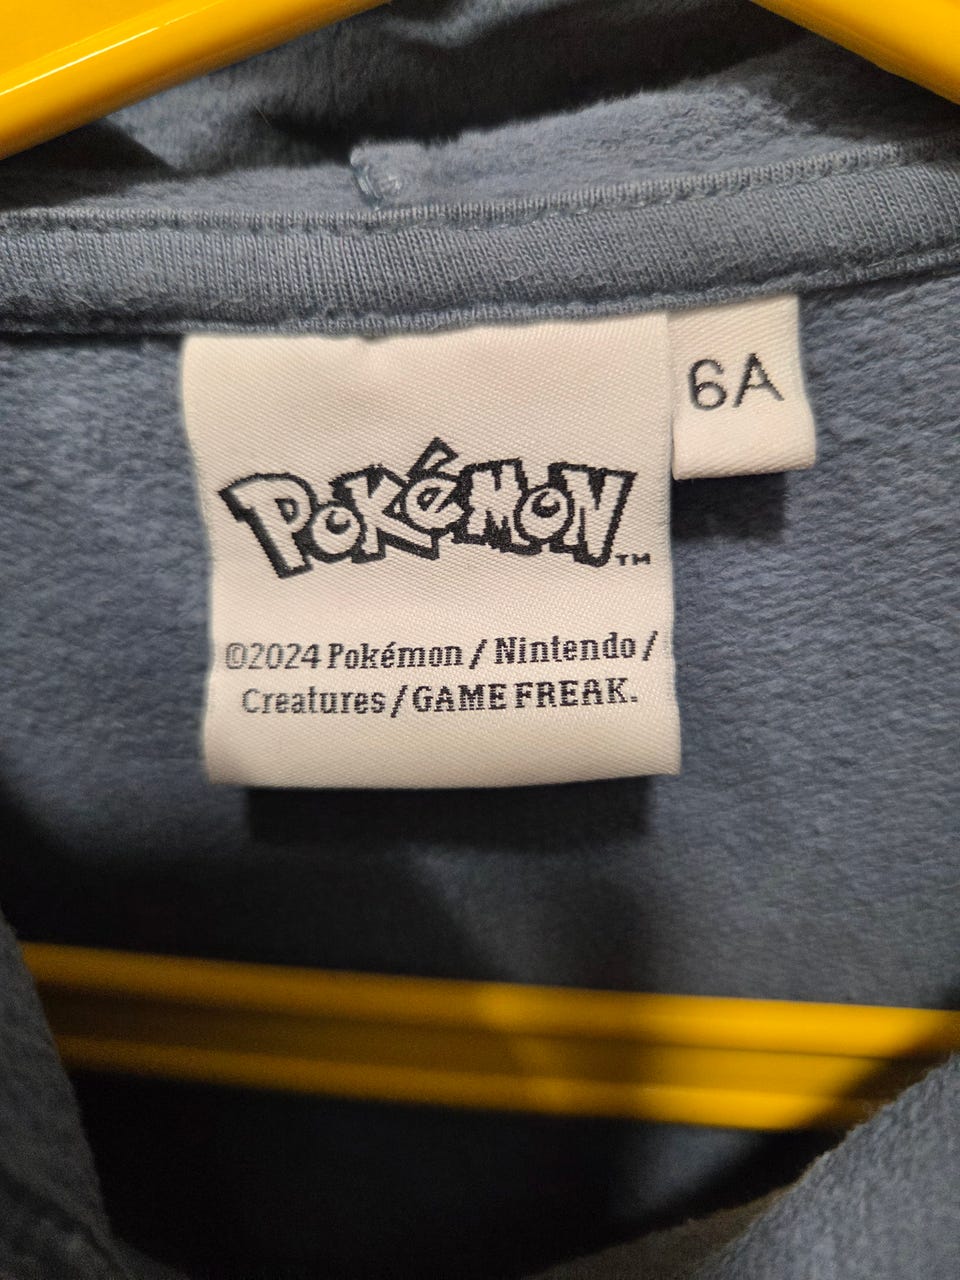 POKéMON™
6A
©2024 Pokémon / Nintendo /
Creatures / GAME FREAK.